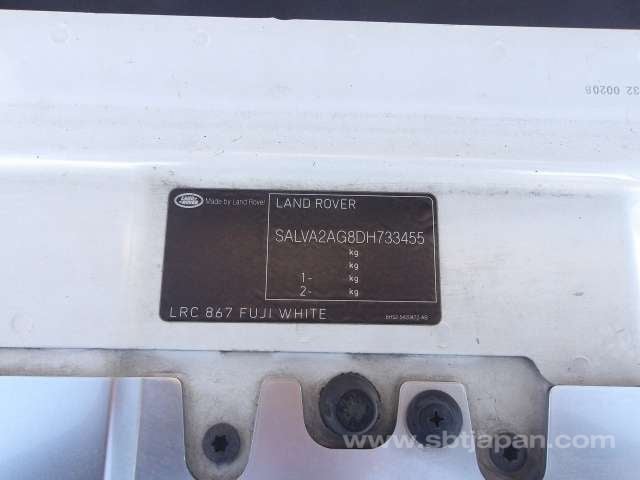 32 00208
LAND ROVER
Made by Land Rover
LAND ROVER
SALVA2AG8DH733455
kg
kg
1- kg
2- kg
LRC 867 FUJI WHITE
www.sbtjapan.com